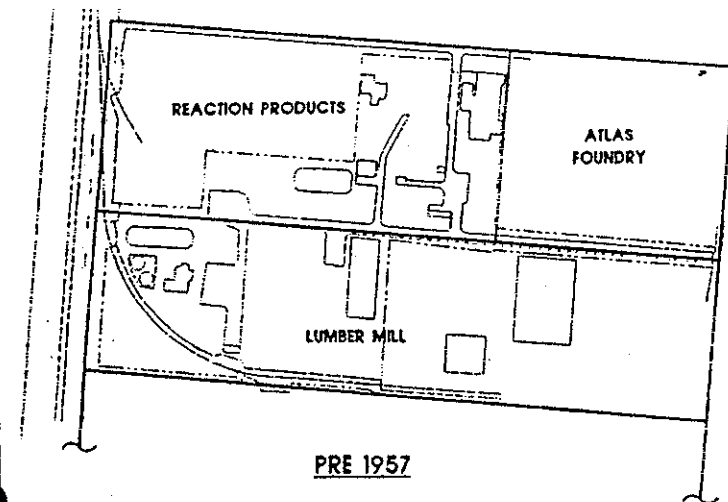 REACTION PRODUCTS
ATLAS
FOUNDRY
LUMBER MILL
PRE 1957